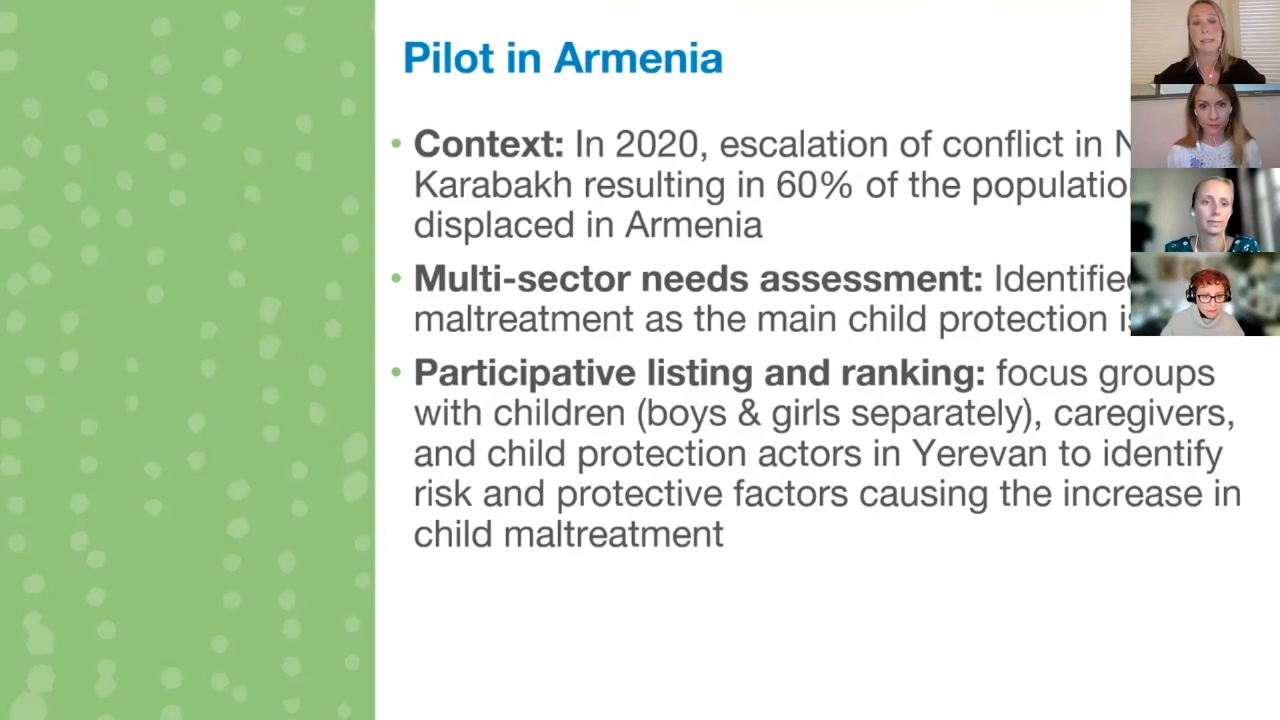 Pilot in Armenia
• Context: In 2020, escalation of conflict in
Karabakh resulting in 60% of the population
displaced in Armenia
• Multi-sector needs assessment: Identified
maltreatment as the main child protection
• Participative listing and ranking: focus groups
with children (boys & girls separately), caregivers,
and child protection actors in Yerevan to identify
risk and protective factors causing the increase in
child maltreatment